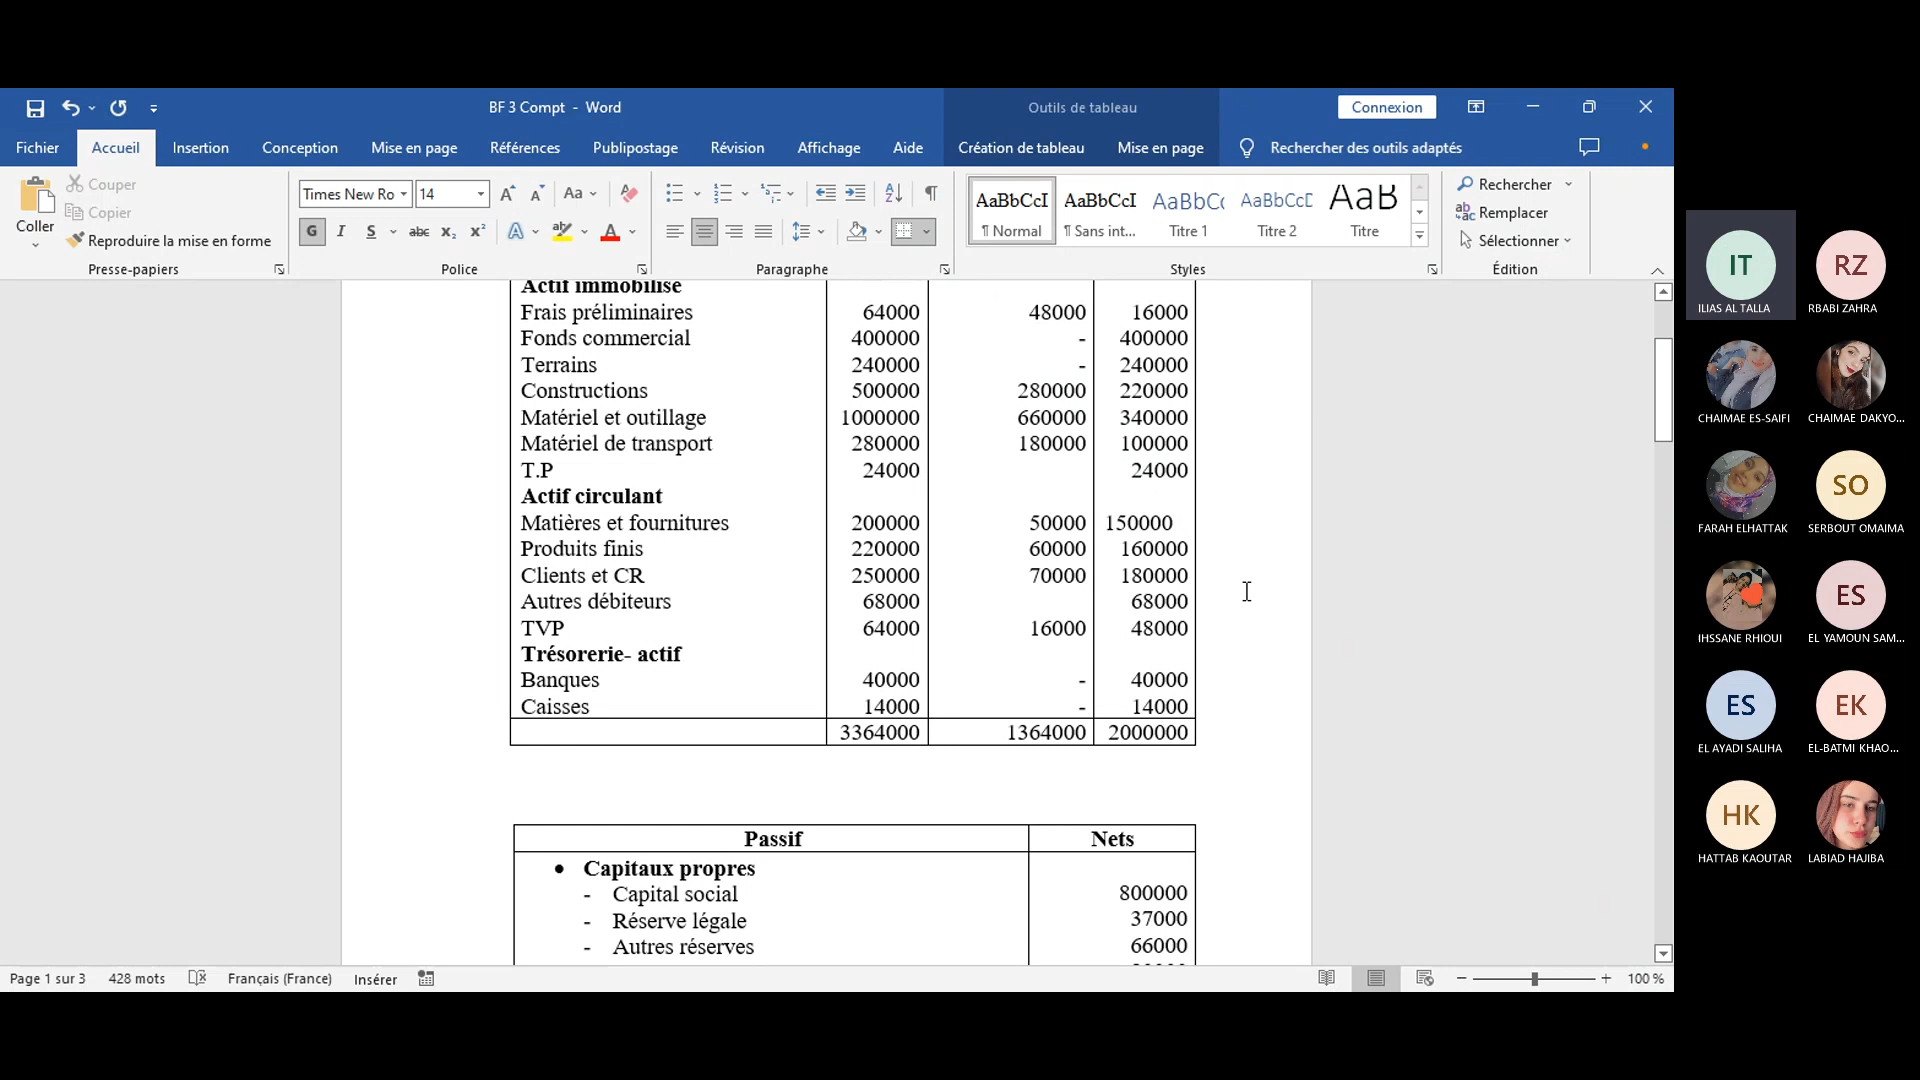 BF 3 Compt - Word
Outils de tableau
Connexion
Fichier Accueil Insertion Conception Mise en page Références Publipostage Révision Affichage Aide Création de tableau Mise en page Rechercher des outils adaptés
Coller
Couper
Copier
Reproduire la mise en forme
Presse-papiers
Times New Ro 14
G I S abc x₂ x²
Police
Paragraphe
AaBbCcI AaBbCcI AaBbC AaBbCcD AaB
¶ Normal ¶ Sans int... Titre 1 Titre 2 Titre
Styles
Rechercher
Remplacer
Sélectionner
Édition
Actif immobilisé
Frais préliminaires 64000 48000 16000
Fonds commercial 400000 - 400000
Terrains 240000 - 240000
Constructions 500000 280000 220000
Matériel et outillage 1000000 660000 340000
Matériel de transport 280000 180000 100000
T.P 24000 24000
Actif circulant
Matières et fournitures 200000 50000 150000
Produits finis 220000 60000 160000
Clients et CR 250000 70000 180000
Autres débiteurs 68000 68000
TVP 64000 16000 48000
Trésorerie- actif
Banques 40000 - 40000
Caisses 14000 - 14000
3364000 1364000 2000000
Passif Nets
• Capitaux propres
- Capital social 800000
- Réserve légale 37000
- Autres réserves 66000
Page 1 sur 3 428 mots Français (France) Insérer 100 %
IT RZ
ILIAS AL TALLA RBABI ZAHRA
CHAIMAE ES-SAIFI CHAIMAE DAKYO...
SO
FARAH ELHATTAK SERBOUT OMAIMA
ES
IHSSANE RHIOUI EL YAMOUN SAM...
ES EK
EL AYADI SALIHA EL-BATMI KHAO...
HK
HATTAB KAOUTAR LABIAD HAJIBA